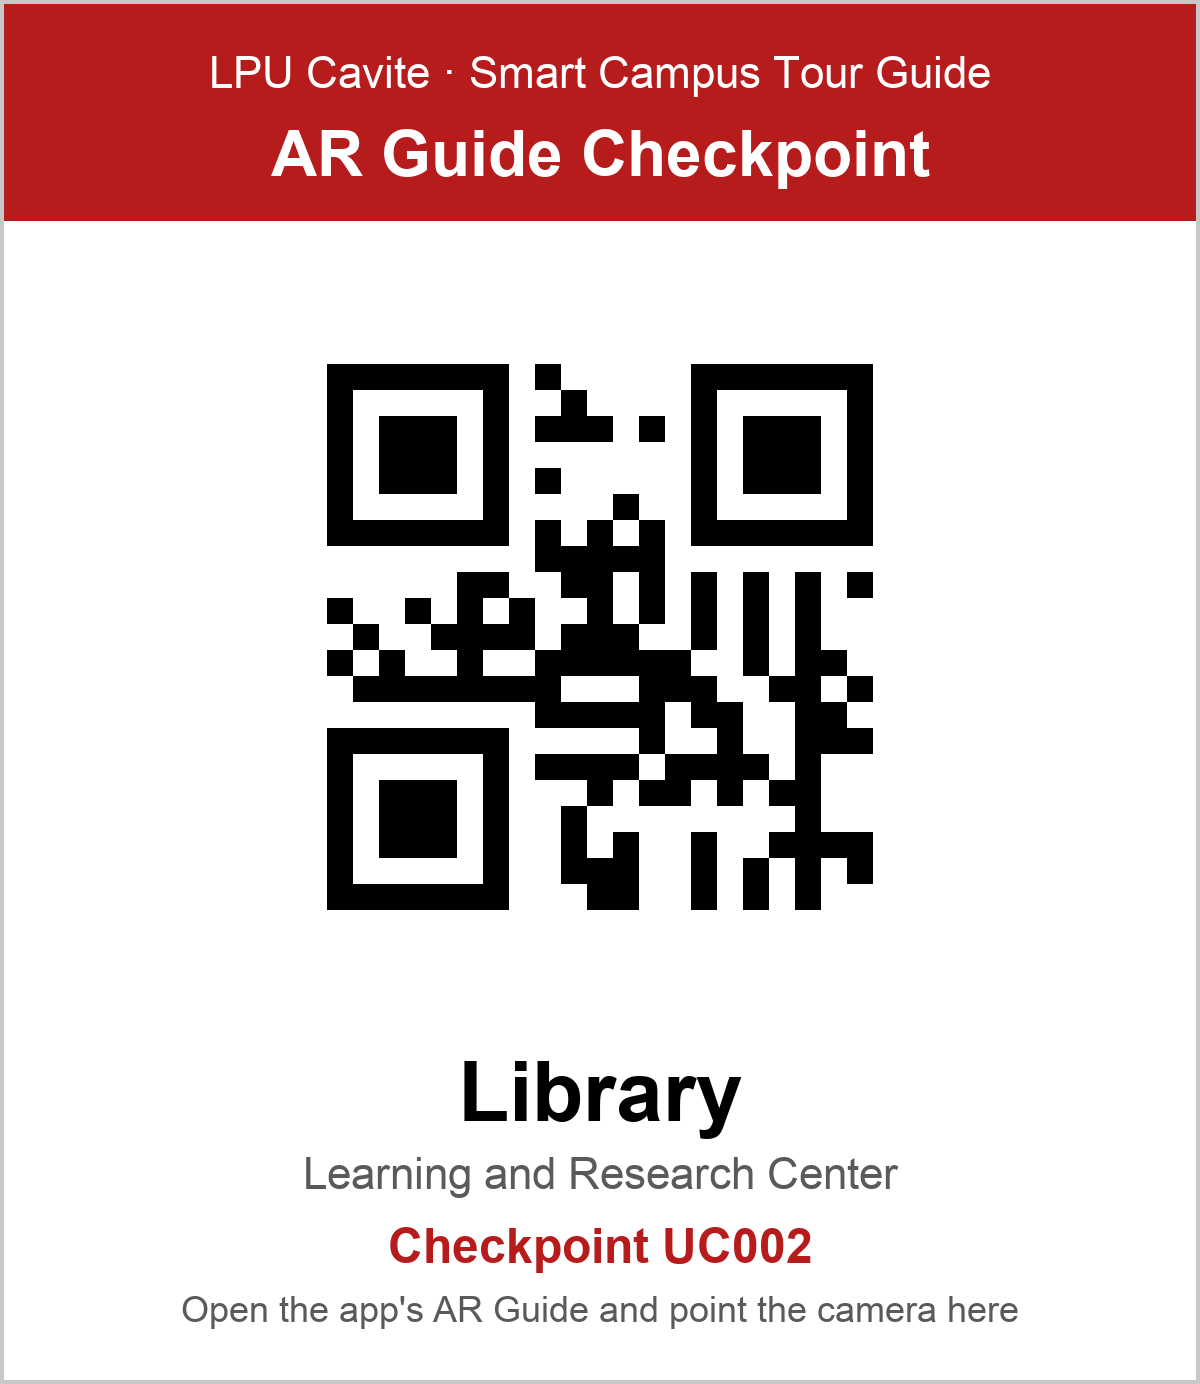 LPU Cavite · Smart Campus Tour Guide
AR Guide Checkpoint
Library
Learning and Research Center
Checkpoint UC002
Open the app's AR Guide and point the camera here